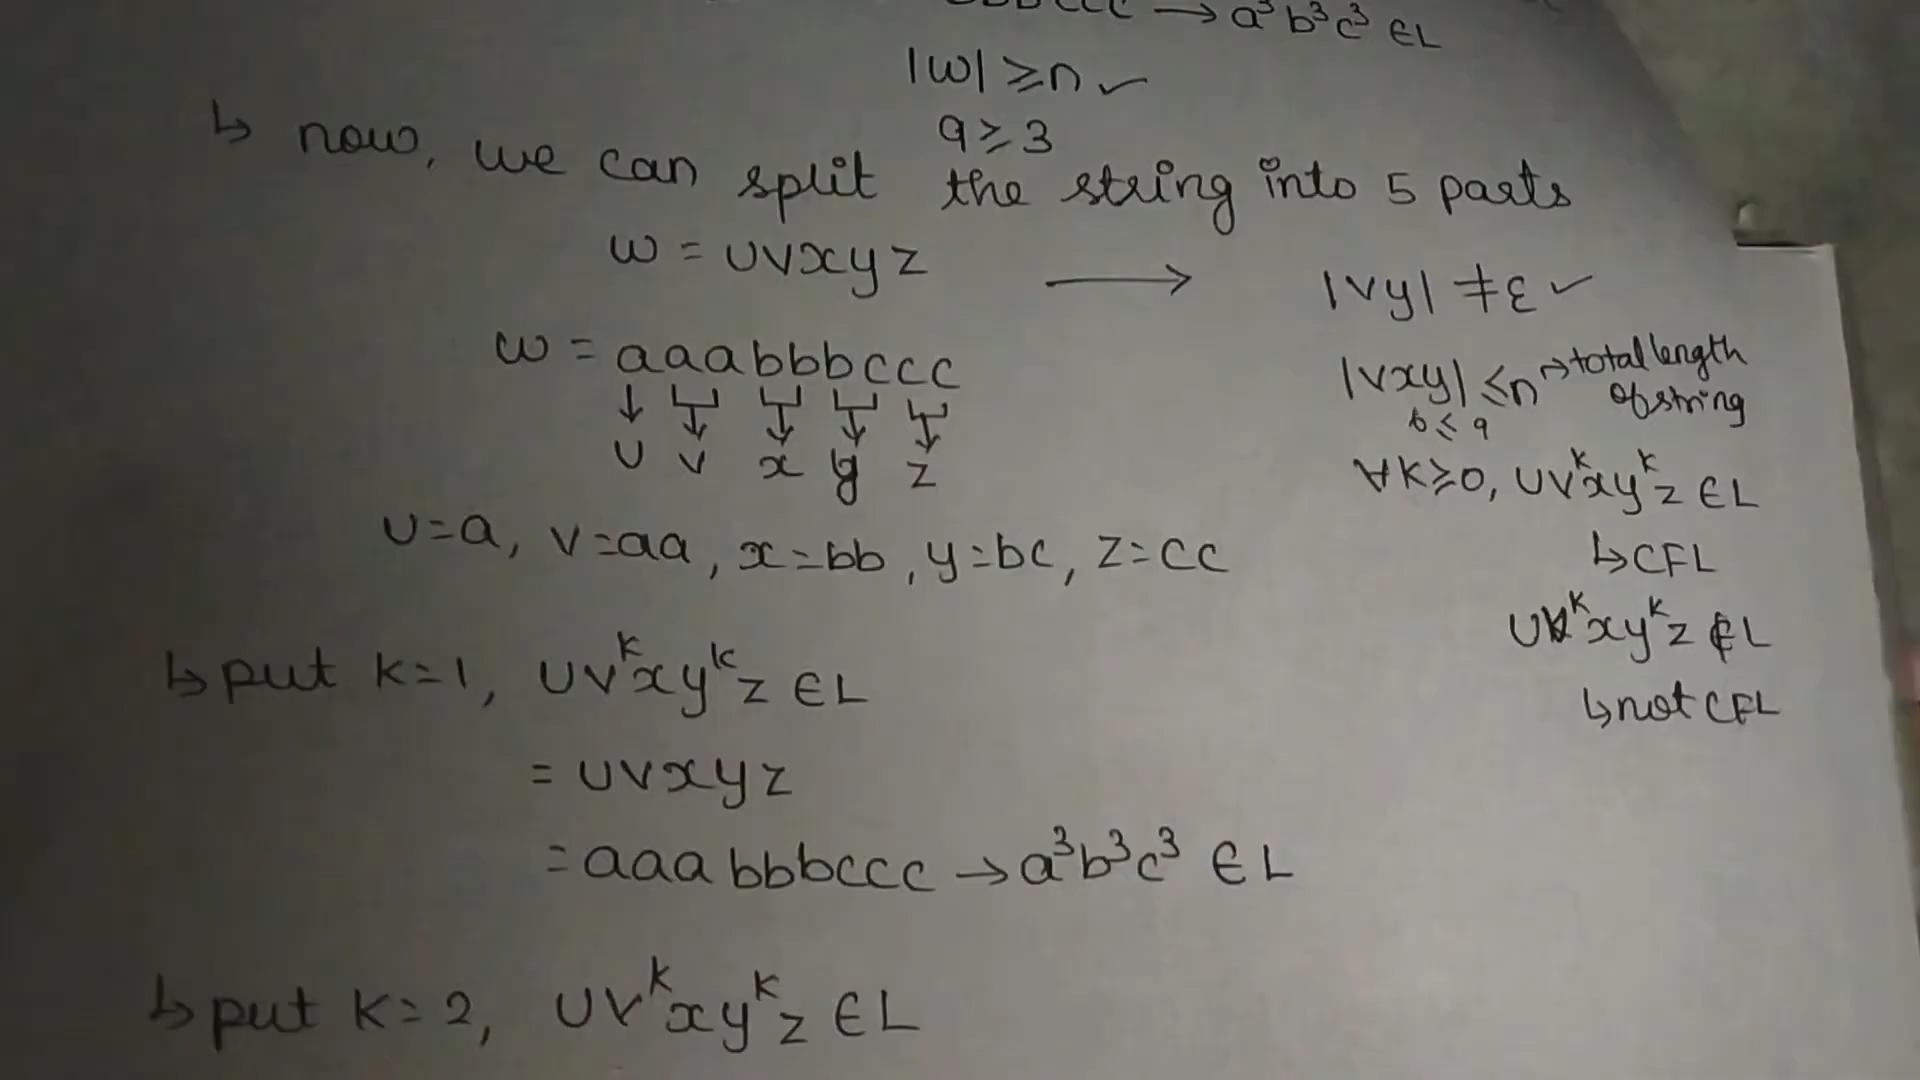 → a³b³c³ ∈L
|w| ≥n ✓
9≥3
↳ now, we can split the string into 5 parts
w = uvxyz ⟶ |vy| ≠ε ✓
w = aaabbbccc
|vxy| ≤n → total length of string
6≤9
↓ ↓ ↓ ↓ ↓
u v x y z
∀k≥0, uvᵏxyᵏz ∈L
↳CFL
u=a, v=aa, x=bb, y=bc, z=cc
uvᵏxyᵏz ∉L
↳not CFL
↳ put k=1, uvᵏxyᵏz ∈L
= uvxyz
= aaabbbccc → a³b³c³ ∈ L
↳ put k=2, uvᵏxyᵏz ∈L